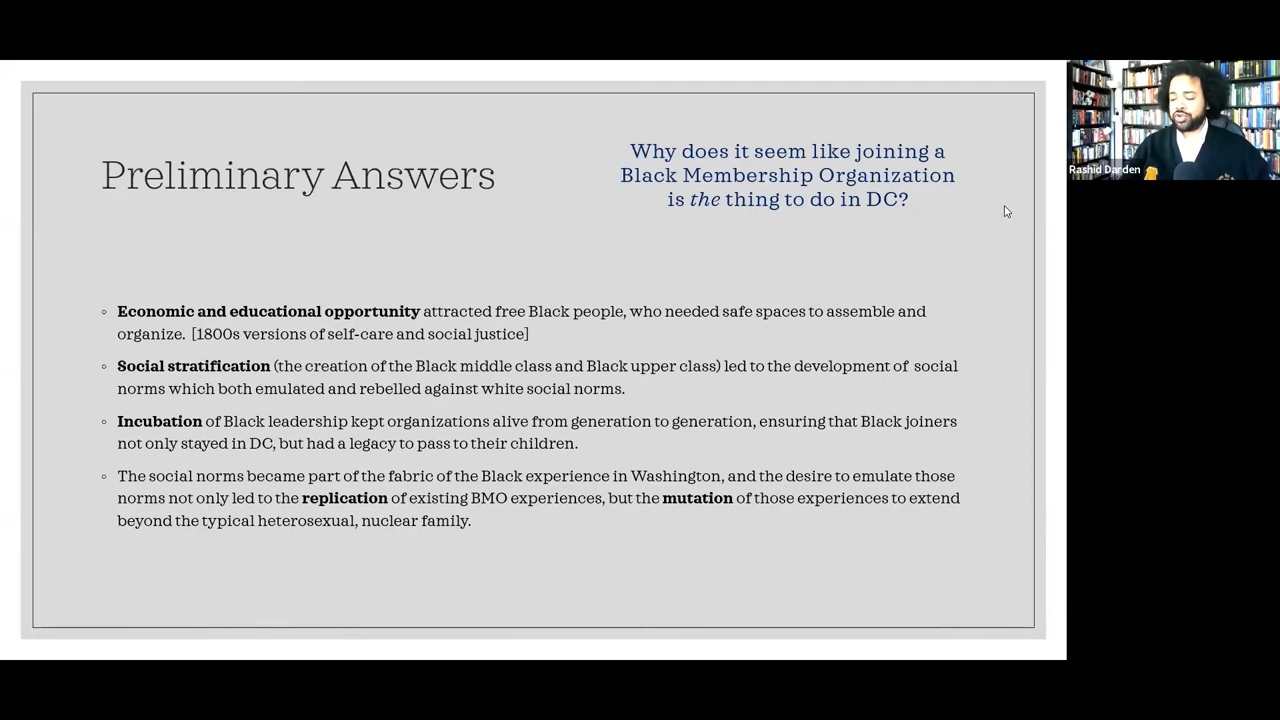 Preliminary Answers
Why does it seem like joining a
Black Membership Organization
is the thing to do in DC?
Rashid Darden
◦ Economic and educational opportunity attracted free Black people, who needed safe spaces to assemble and
organize. [1800s versions of self-care and social justice]
◦ Social stratification (the creation of the Black middle class and Black upper class) led to the development of social
norms which both emulated and rebelled against white social norms.
◦ Incubation of Black leadership kept organizations alive from generation to generation, ensuring that Black joiners
not only stayed in DC, but had a legacy to pass to their children.
◦ The social norms became part of the fabric of the Black experience in Washington, and the desire to emulate those
norms not only led to the replication of existing BMO experiences, but the mutation of those experiences to extend
beyond the typical heterosexual, nuclear family.